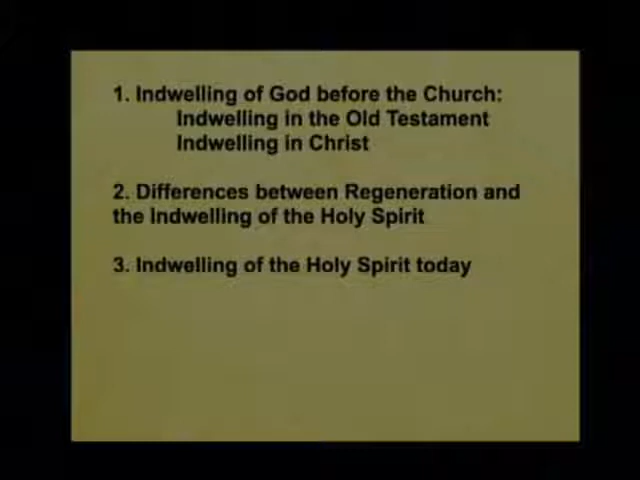 1. Indwelling of God before the Church:
Indwelling in the Old Testament
Indwelling in Christ
2. Differences between Regeneration and
the Indwelling of the Holy Spirit
3. Indwelling of the Holy Spirit today